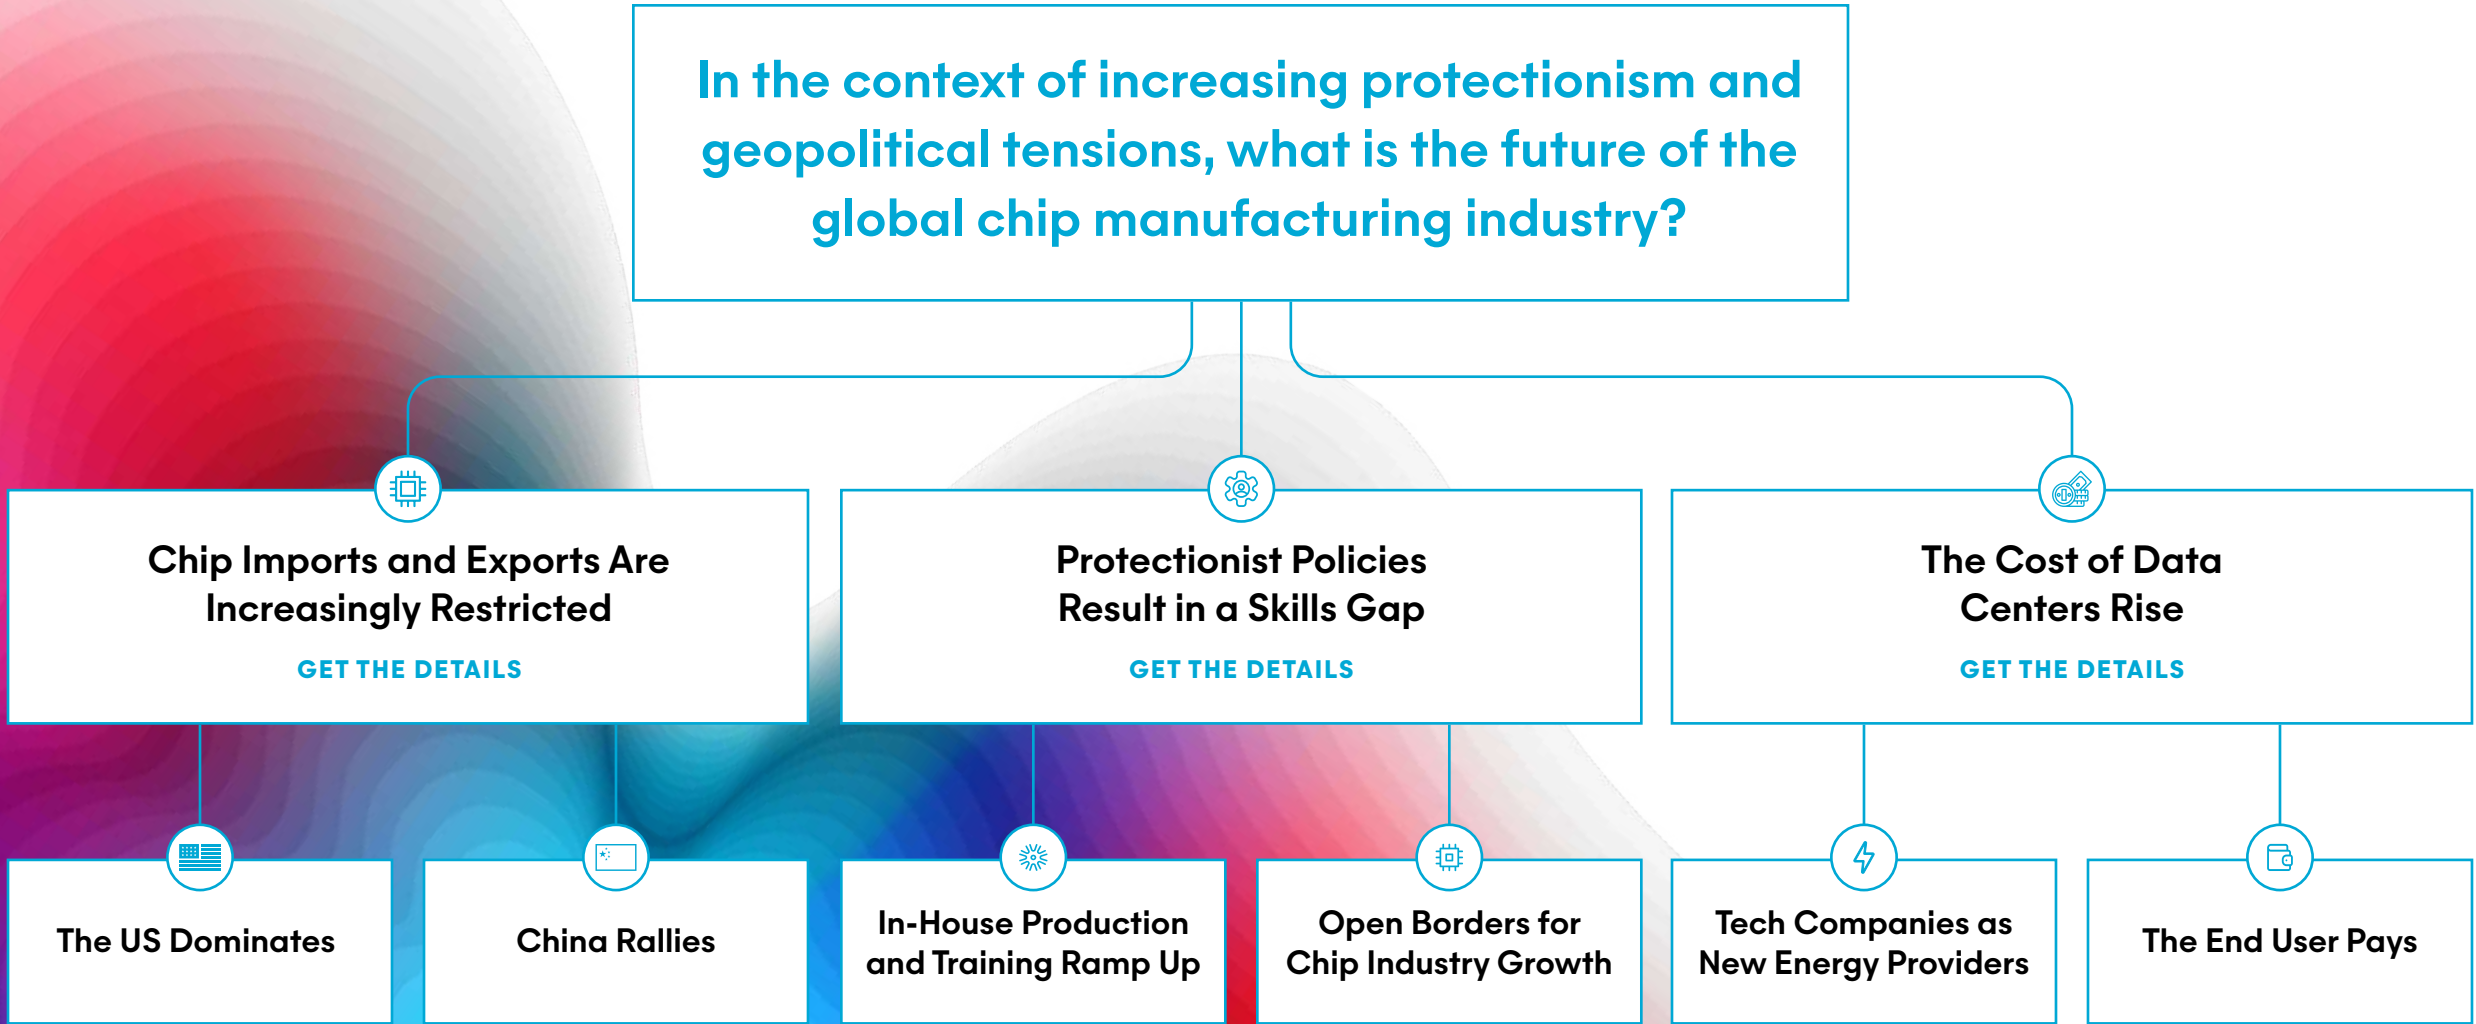 In the context of increasing protectionism and
geopolitical tensions, what is the future of the
global chip manufacturing industry?
Chip Imports and Exports Are
Increasingly Restricted
GET THE DETAILS
Protectionist Policies
Result in a Skills Gap
GET THE DETAILS
The Cost of Data
Centers Rise
GET THE DETAILS
The US Dominates
China Rallies
In-House Production
and Training Ramp Up
Open Borders for
Chip Industry Growth
Tech Companies as
New Energy Providers
The End User Pays